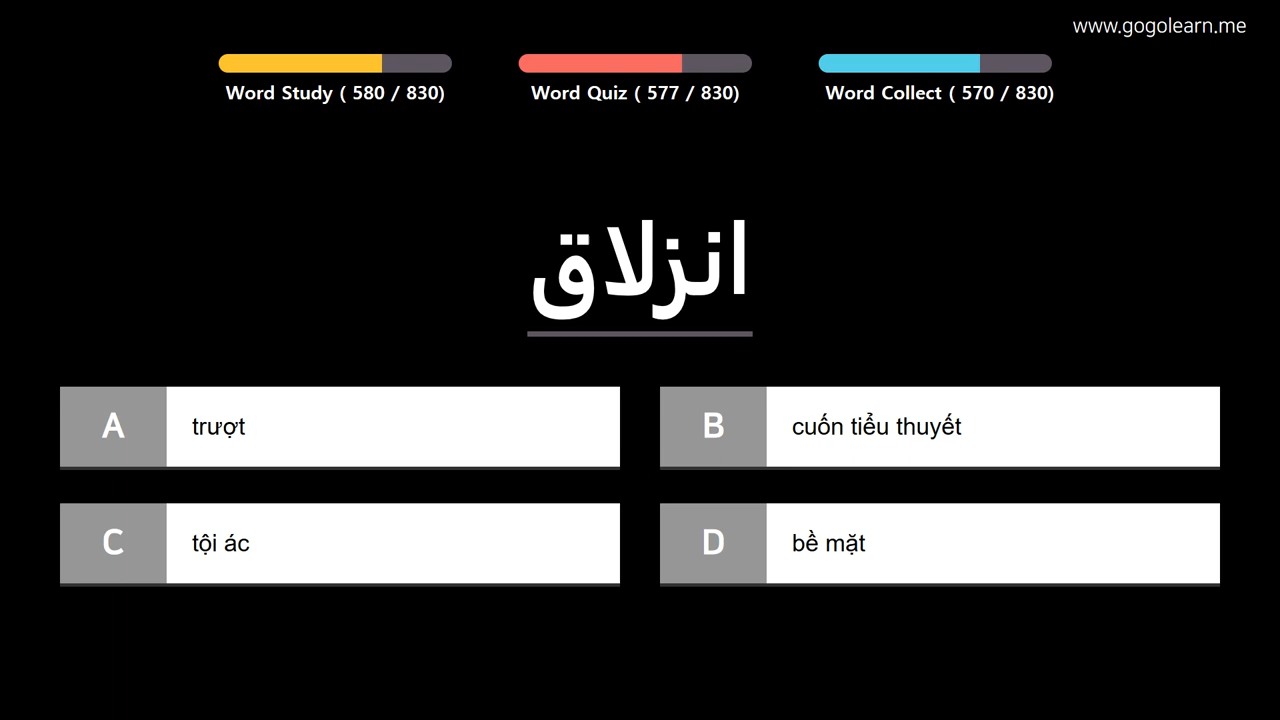 www.gogolearn.me
Word Study ( 580 / 830)
Word Quiz ( 577 / 830)
Word Collect ( 570 / 830)
انزلاق
A trượt
B cuốn tiểu thuyết
C tội ác
D bề mặt